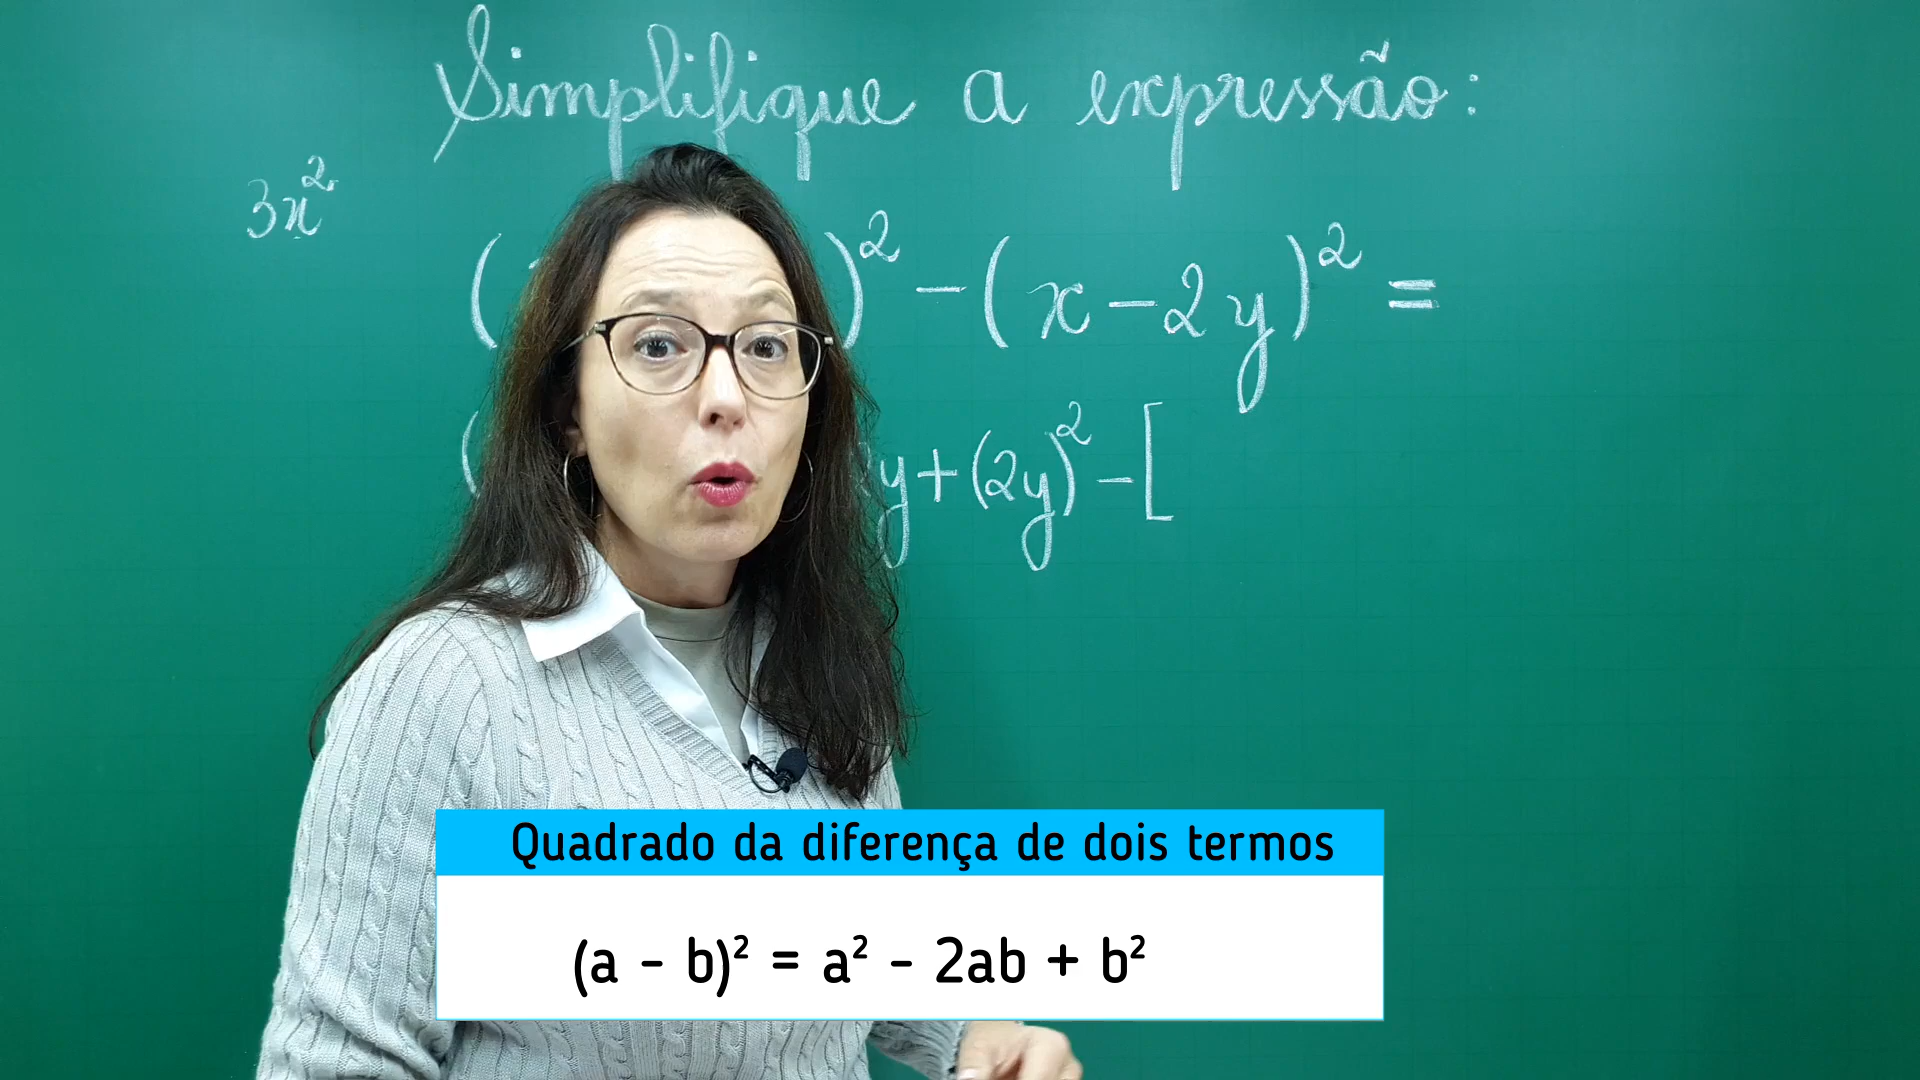 Simplifique a expressão:
3x²
( )² - (x - 2y)² =
( y + (2y)² - [
Quadrado da diferença de dois termos
(a - b)² = a² - 2ab + b²